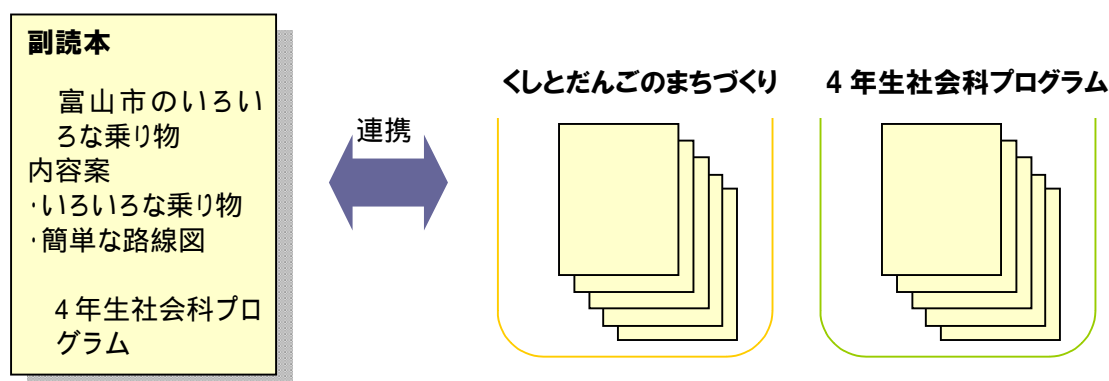 副読本
富山市のいろい
ろな乗り物
内容案
・いろいろな乗り物
・簡単な路線図
4年生社会科プロ
グラム
連携
くしとだんごのまちづくり
4年生社会科プログラム